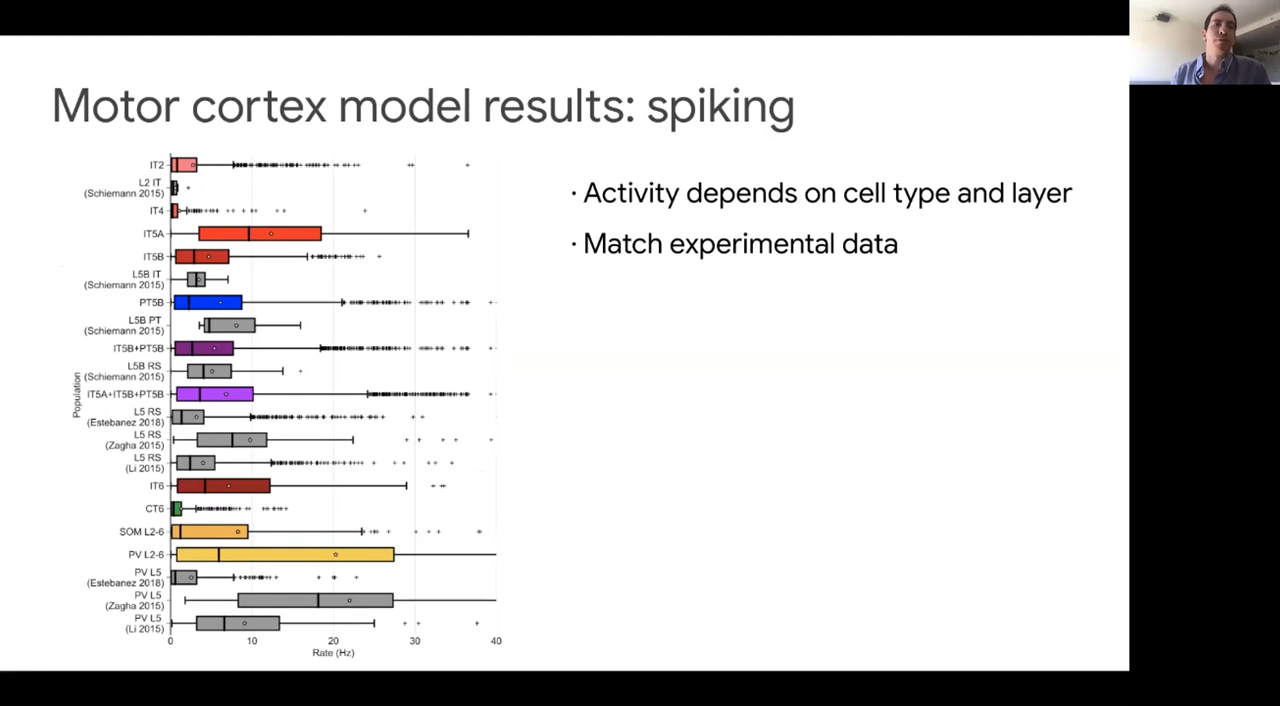 Motor cortex model results: spiking
IT2
L2 IT
(Schiemann 2015)
IT4
IT5A
IT5B
L5B IT
(Schiemann 2015)
PT5B
L5B PT
(Schiemann 2015)
IT5B+PT5B
L5B RS
(Schiemann 2015)
IT5A+IT5B+PT5B
L5 RS
(Estebanez 2018)
L5 RS
(Zagha 2015)
L5 RS
(Li 2015)
IT6
CT6
SOM L2-6
PV L2-6
PV L5
(Estebanez 2018)
PV L5
(Zagha 2015)
PV L5
(Li 2015)
Population
0 10 20 30 40
Rate (Hz)
· Activity depends on cell type and layer
· Match experimental data